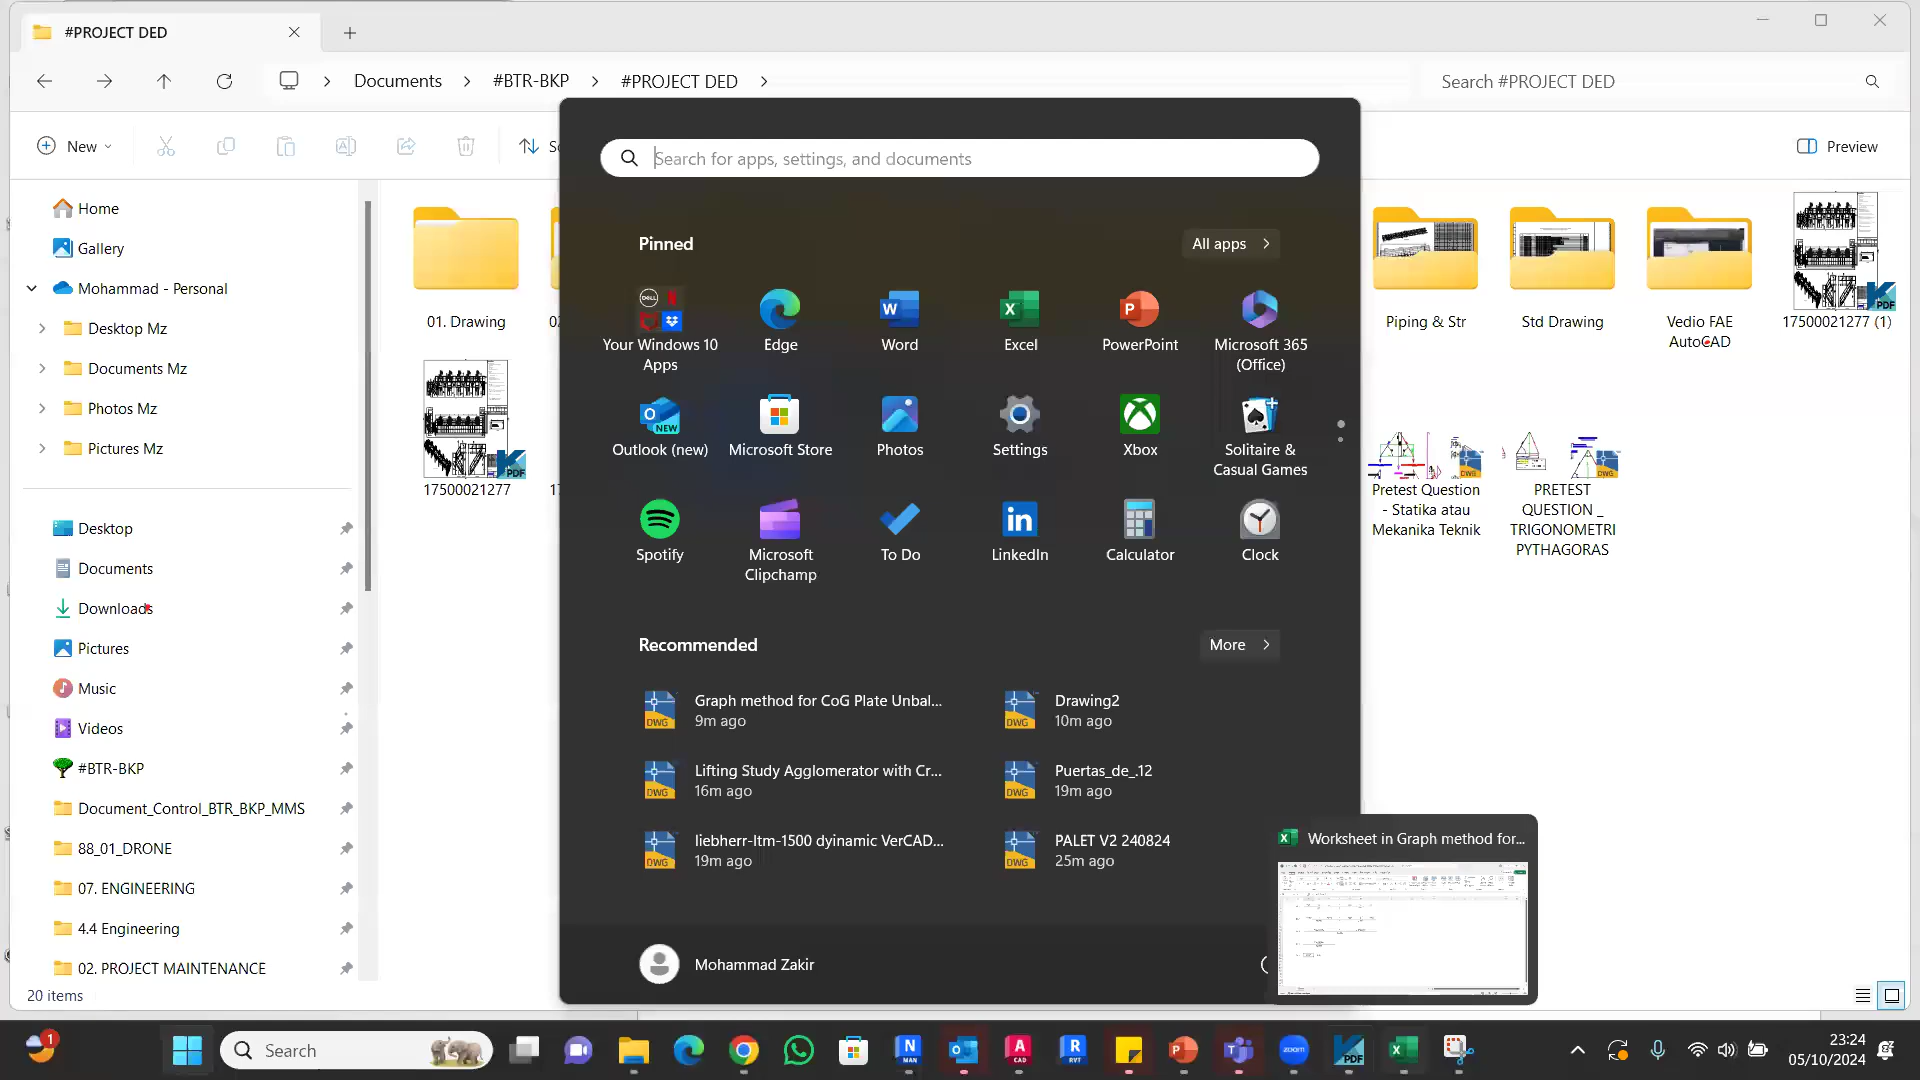 #PROJECT DED
Documents
#BTR-BKP
#PROJECT DED
Search #PROJECT DED
New
Preview
Home
Gallery
Mohammad - Personal
Desktop Mz
Documents Mz
Photos Mz
Pictures Mz
Desktop
Documents
Downloads
Pictures
Music
Videos
#BTR-BKP
Document_Control_BTR_BKP_MMS
88_01_DRONE
07. ENGINEERING
4.4 Engineering
02. PROJECT MAINTENANCE
20 items
01. Drawing
17500021277
Piping & Str
Std Drawing
Vedio FAE
AutoCAD
17500021277 (1)
Pretest Question
- Statika atau
Mekanika Teknik
PRETEST
QUESTION _
TRIGONOMETRI
PYTHAGORAS
Search for apps, settings, and documents
Pinned
All apps
Your Windows 10
Apps
Edge
Word
Excel
PowerPoint
Microsoft 365
(Office)
Outlook (new)
Microsoft Store
Photos
Settings
Xbox
Solitaire &
Casual Games
Spotify
Microsoft
Clipchamp
To Do
LinkedIn
Calculator
Clock
Recommended
More
Graph method for CoG Plate Unbal...
9m ago
Drawing2
10m ago
Lifting Study Agglomerator with Cr...
16m ago
Puertas_de_.12
19m ago
liebherr-ltm-1500 dyinamic VerCAD...
19m ago
PALET V2 240824
25m ago
Mohammad Zakir
Worksheet in Graph method for...
Search
23:24
05/10/2024